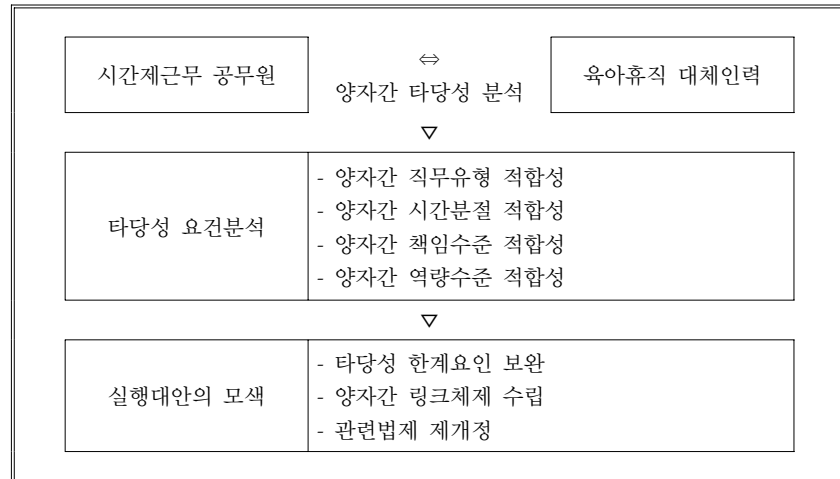 시간제근무 공무원
⇔
양자간 타당성 분석
육아휴직 대체인력
▽
타당성 요건분석
- 양자간 직무유형 적합성
- 양자간 시간분절 적합성
- 양자간 책임수준 적합성
- 양자간 역량수준 적합성
▽
실행대안의 모색
- 타당성 한계요인 보완
- 양자간 링크체제 수립
- 관련법제 제개정